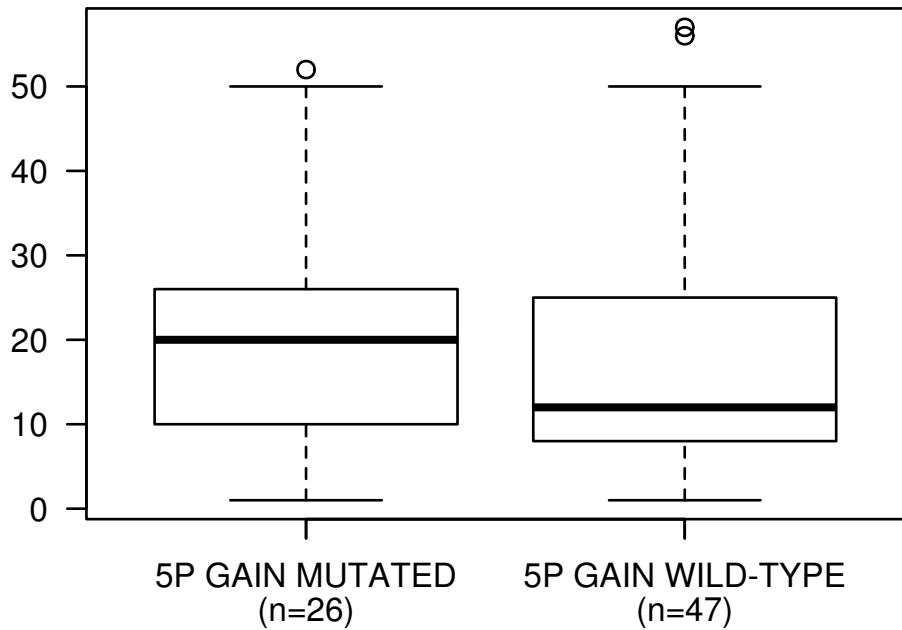 50
40
30
20
10
0
5P GAIN MUTATED
(n=26)
5P GAIN WILD-TYPE
(n=47)